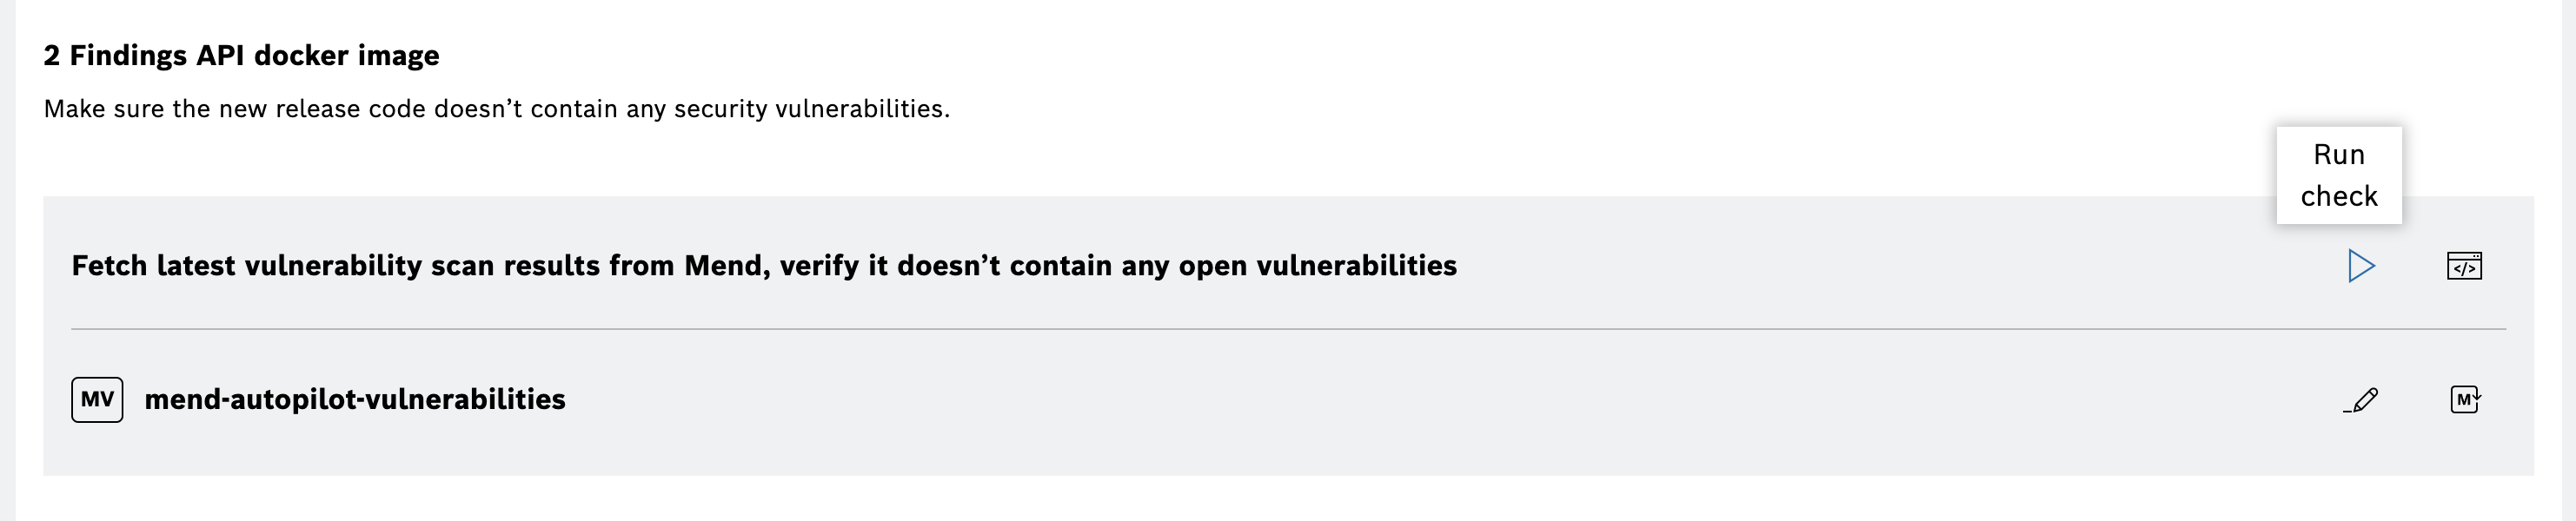 2 Findings API docker image
Make sure the new release code doesn’t contain any security vulnerabilities.
Run
check
Fetch latest vulnerability scan results from Mend, verify it doesn’t contain any open vulnerabilities
</>
MV mend-autopilot-vulnerabilities
M